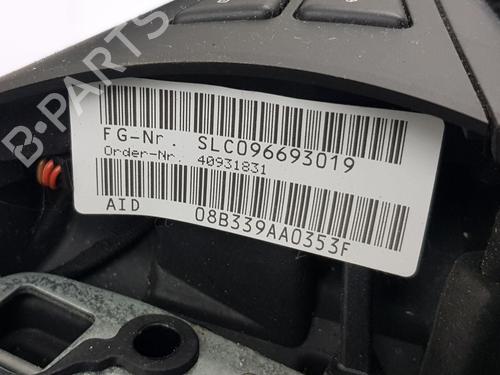 FG-Nr. SLC096693019
Order-Nr. 40931831
AID 08B339AA0353F
B-PARTS